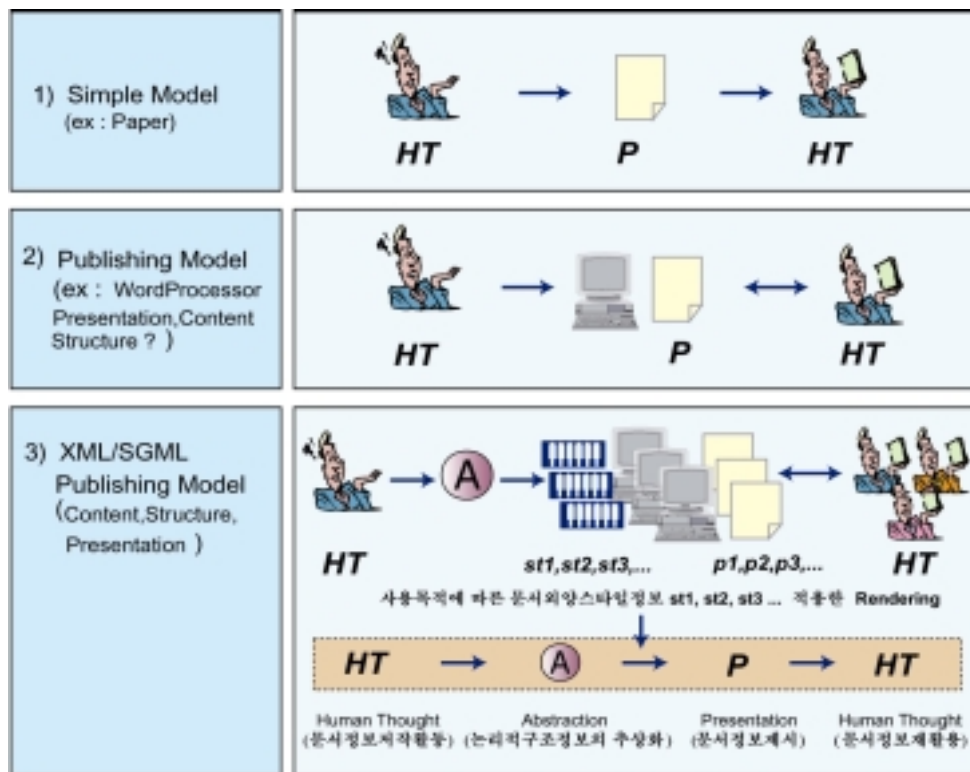 1) Simple Model
(ex : Paper)
HT
P
HT
2) Publishing Model
(ex : WordProcessor
Presentation,Content
Structure ? )
HT
P
HT
3) XML/SGML
Publishing Model
(Content,Structure,
Presentation )
A
HT
st1,st2,st3,...
p1,p2,p3,...
HT
사용목적에 따른 문서외양스타일정보 st1, st2, st3 ... 적용한 Rendering
HT
A
P
HT
Human Thought
(문서정보저작활동)
Abstraction
(논리적구조정보의 추상화)
Presentation
(문서정보제시)
Human Thought
(문서정보재활용)